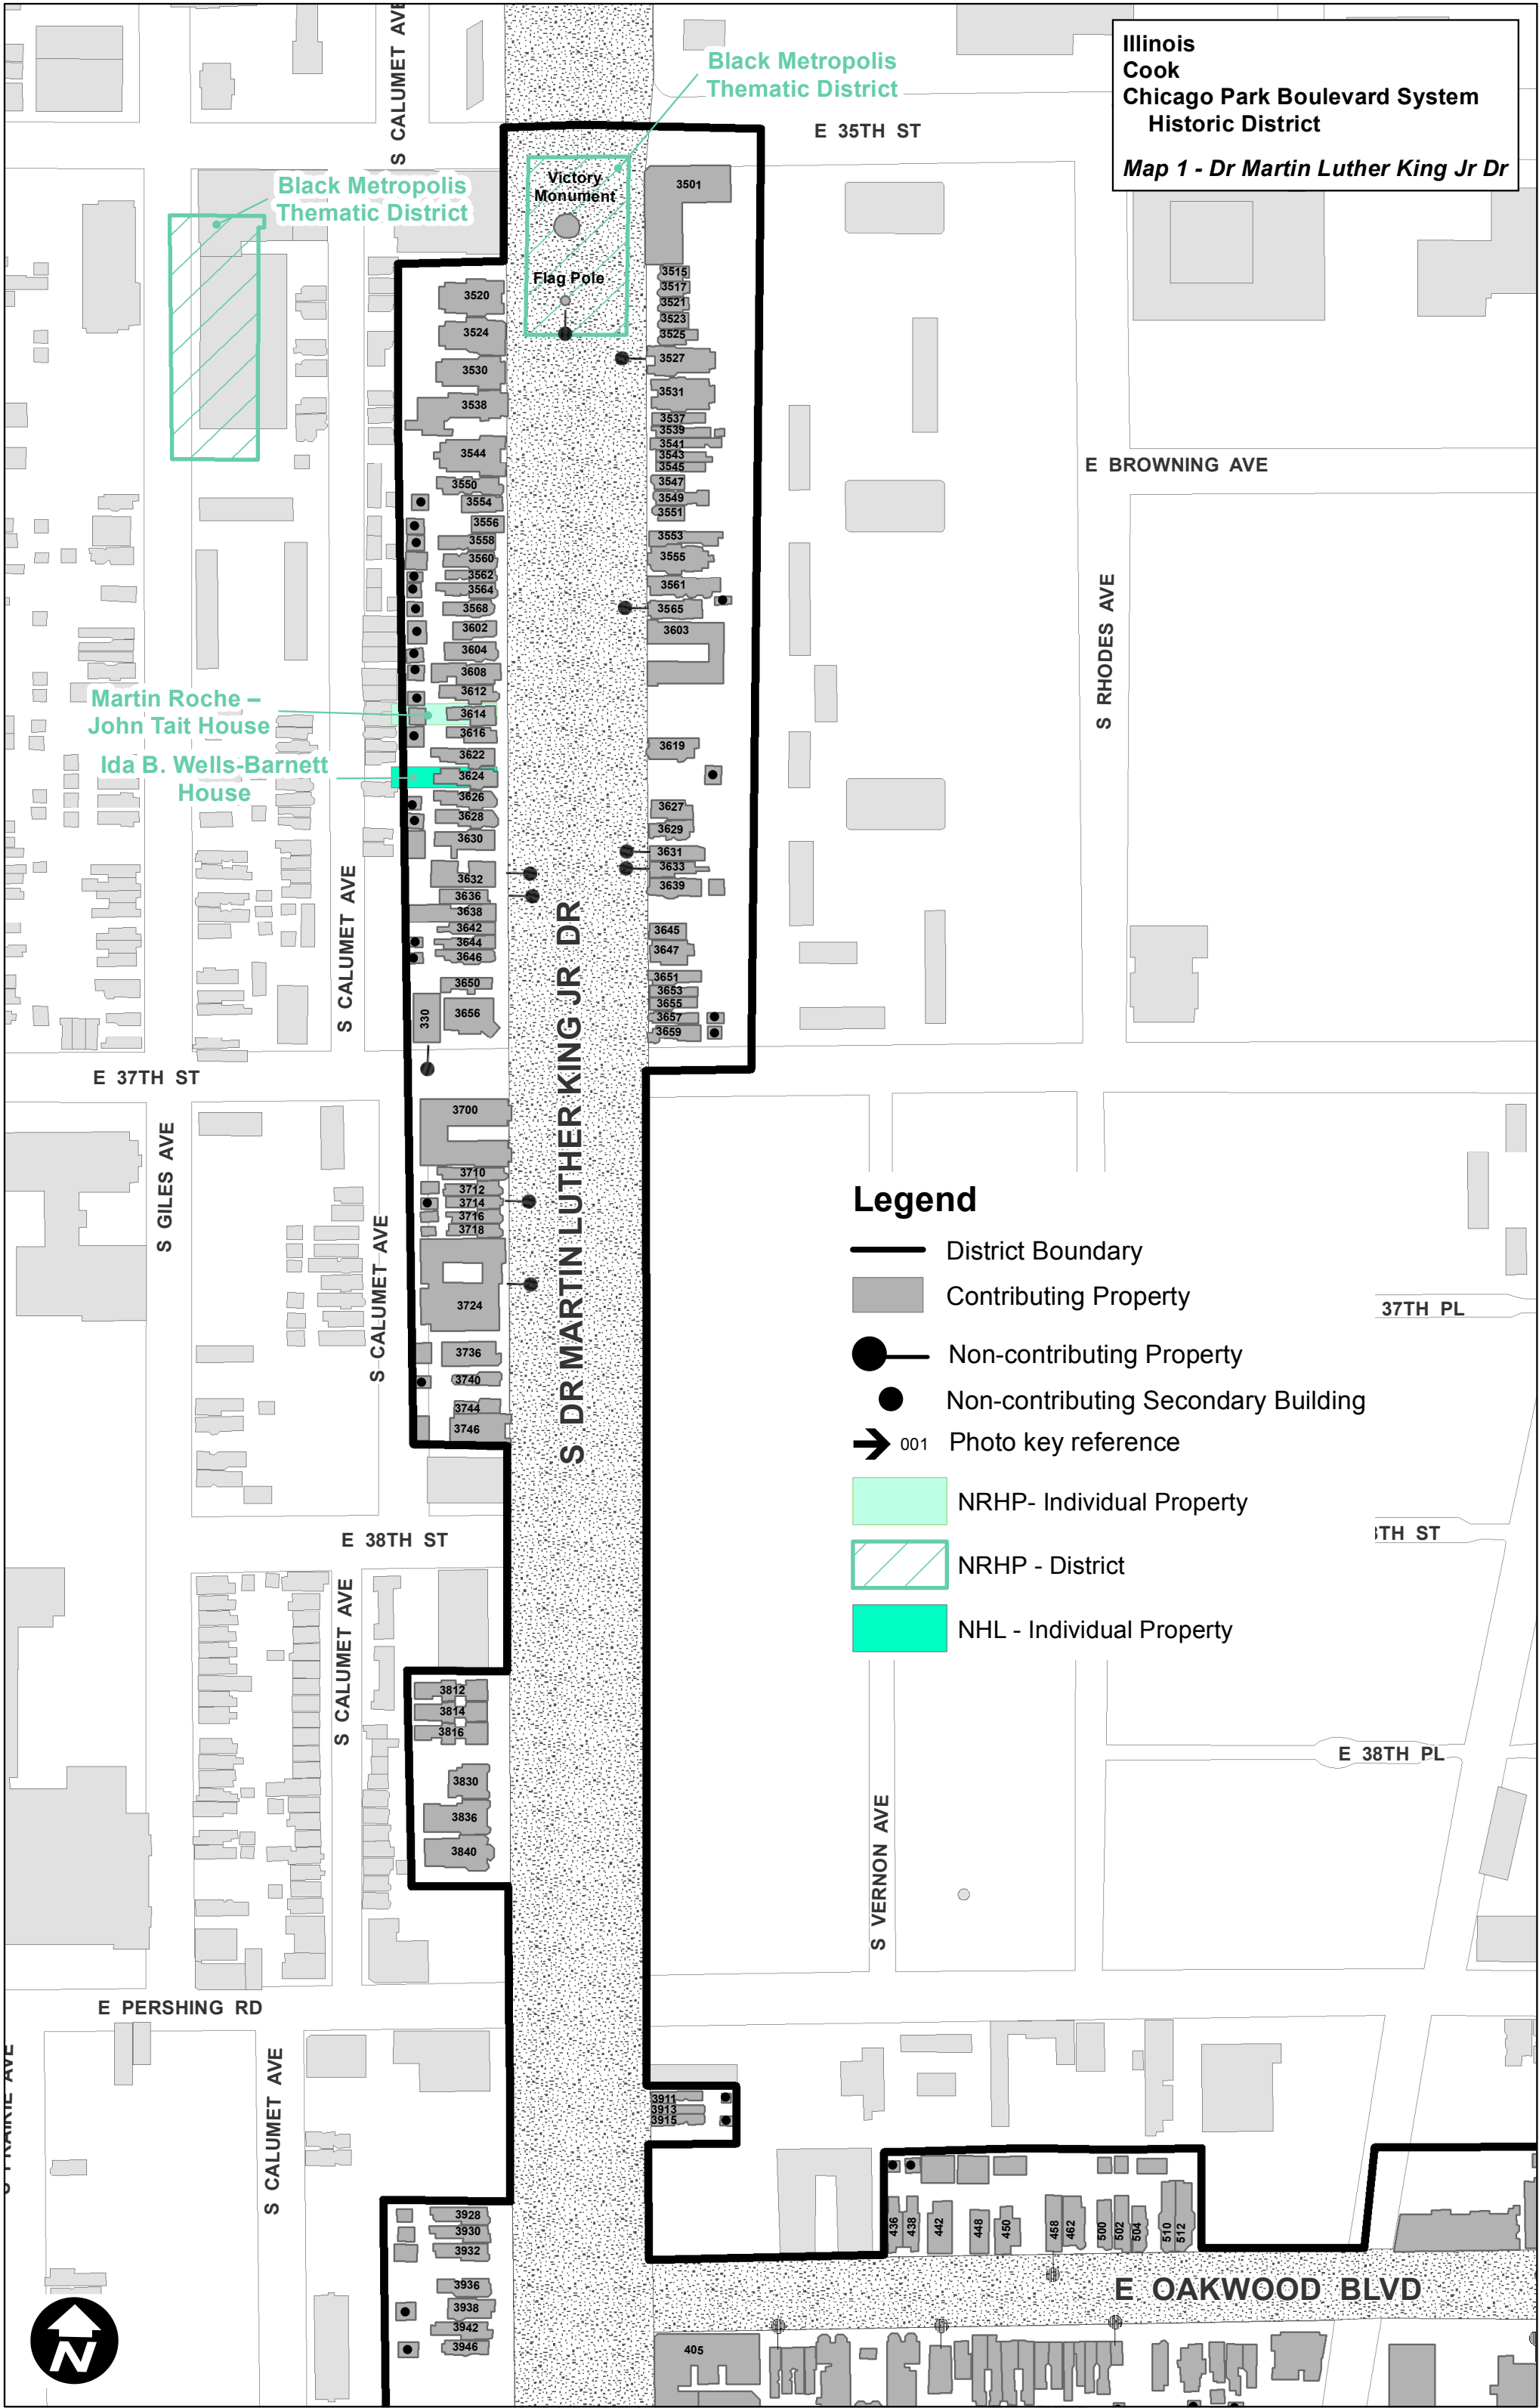 Illinois
Cook
Chicago Park Boulevard System
Historic District
Map 1 - Dr Martin Luther King Jr Dr
S CALUMET AVE
Black Metropolis
Thematic District
E 35TH ST
Black Metropolis
Thematic District
Victory
Monument
Flag Pole
3501
3515
3517
3521
3523
3525
3527
3531
3537
3539
3541
3543
3545
3547
3549
3551
3553
3555
3561
3565
3603
3619
3627
3629
3631
3633
3639
3645
3647
3651
3653
3655
3657
3659
3520
3524
3530
3538
3544
3550
3554
3556
3558
3560
3562
3564
3568
3602
3604
3608
3612
3614
3616
3622
3624
3626
3628
3630
3632
3636
3638
3642
3644
3646
3650
3656
330
E BROWNING AVE
S RHODES AVE
Martin Roche –
John Tait House
Ida B. Wells-Barnett
House
S CALUMET AVE
E 37TH ST
S GILES AVE
S CALUMET AVE
S DR MARTIN LUTHER KING JR DR
3700
3710
3712
3714
3716
3718
3724
3736
3740
3744
3746
Legend
District Boundary
Contributing Property
Non-contributing Property
Non-contributing Secondary Building
001 Photo key reference
NRHP- Individual Property
NRHP - District
NHL - Individual Property
37TH PL
TH ST
E 38TH ST
S CALUMET AVE
3812
3814
3816
3830
3836
3840
E 38TH PL
S VERNON AVE
E PERSHING RD
S CALUMET AVE
3911
3913
3915
3928
3930
3932
3936
3938
3942
3946
436
438
442
448
450
458
462
500
502
504
510
512
E OAKWOOD BLVD
405
N